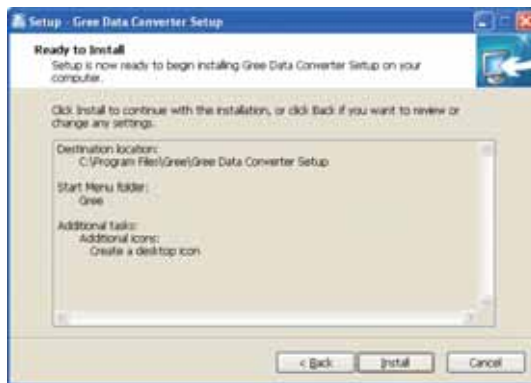 Setup - Gree Data Converter Setup
Ready to Install
Setup is now ready to begin installing Gree Data Converter Setup on your
computer.
Click Install to continue with the installation, or click Back if you want to review or
change any settings.
Destination location:
C:\Program Files\Gree\Gree Data Converter Setup
Start Menu folder:
Gree
Additional tasks:
Additional icons:
Create a desktop icon
< Back
Install
Cancel